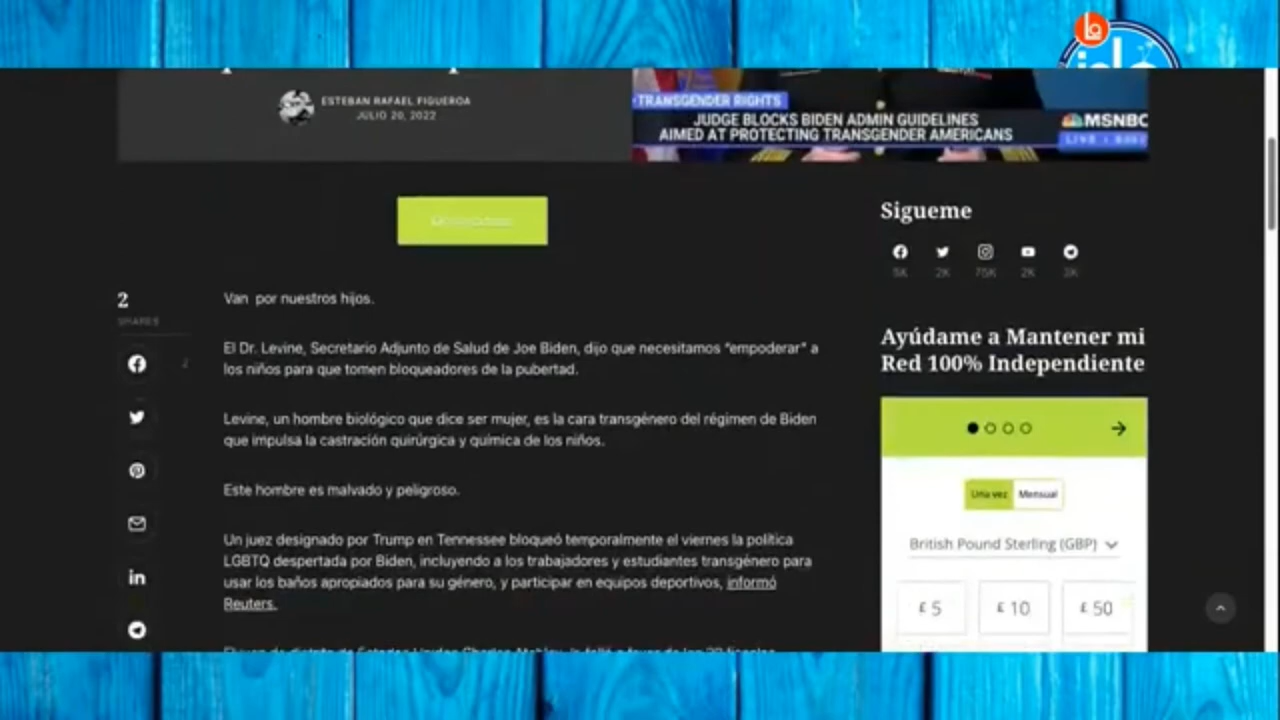 ESTEBAN RAFAEL FIGUEROA
JULIO 20, 2022
TRANSGENDER RIGHTS
JUDGE BLOCKS BIDEN ADMIN GUIDELINES
AIMED AT PROTECTING TRANSGENDER AMERICANS
MSNBC
LIVE
Sigueme
5K 2K 75K 2K 3K
2
SHARES
2
Van por nuestros hijos.
El Dr. Levine, Secretario Adjunto de Salud de Joe Biden, dijo que necesitamos “empoderar” a
los niños para que tomen bloqueadores de la pubertad.
Levine, un hombre biológico que dice ser mujer, es la cara transgénero del régimen de Biden
que impulsa la castración quirúrgica y química de los niños.
Este hombre es malvado y peligroso.
Un juez designado por Trump en Tennessee bloqueó temporalmente el viernes la política
LGBTQ despertada por Biden, incluyendo a los trabajadores y estudiantes transgénero para
usar los baños apropiados para su género, y participar en equipos deportivos, informó
Reuters.
Ayúdame a Mantener mi
Red 100% Independiente
Una vez Mensual
British Pound Sterling (GBP)
£ 5 £ 10 £ 50